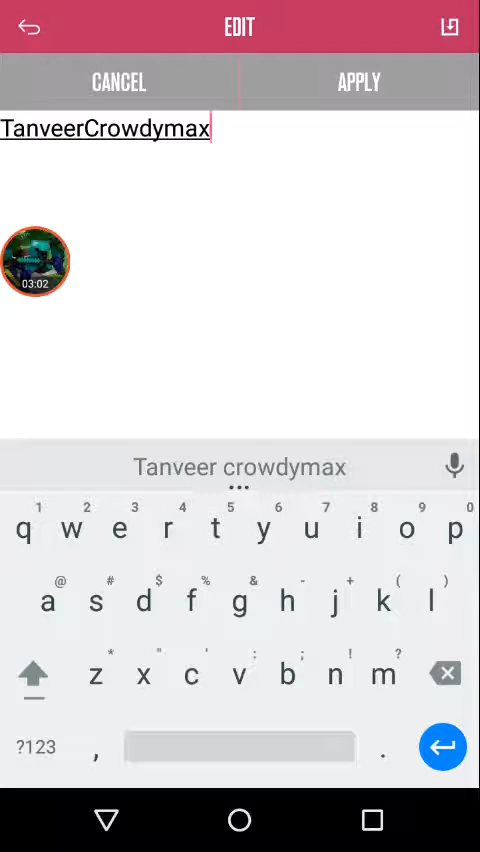 EDIT
CANCEL APPLY
TanveerCrowdymax
03:02
Tanveer crowdymax
1 2 3 4 5 6 7 8 9 0
q w e r t y u i o p
@ # $ % & - + ( )
a s d f g h j k l
* " ' : ; ! ?
z x c v b n m
?123 , .